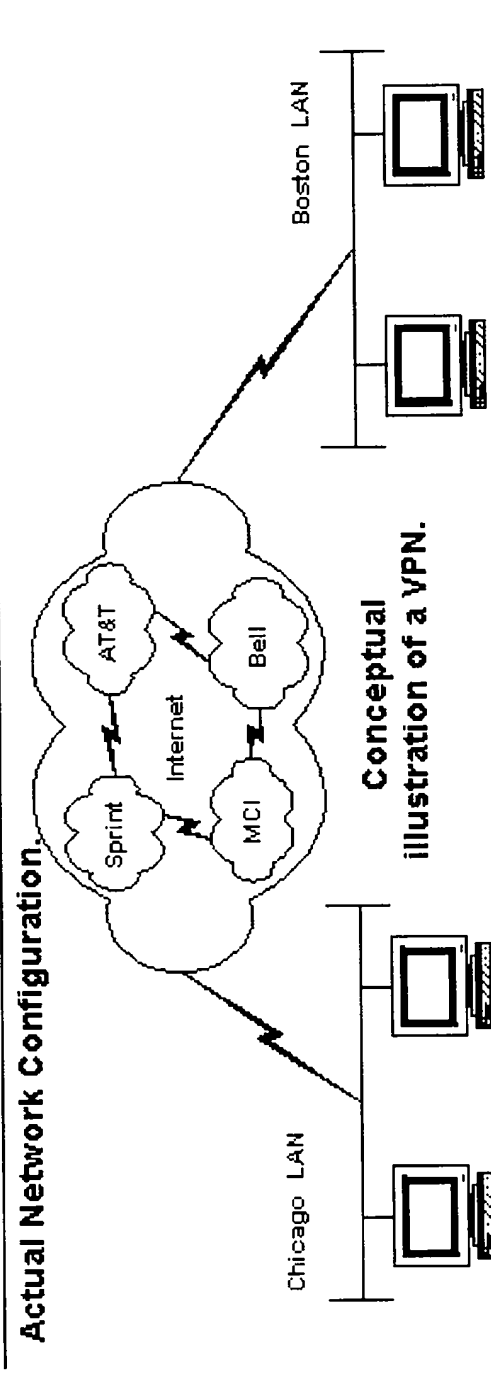 Actual Network Configuration.
Sprint
AT&T
Internet
MCI
Bell
Chicago LAN
Boston LAN
Conceptual
illustration of a VPN.